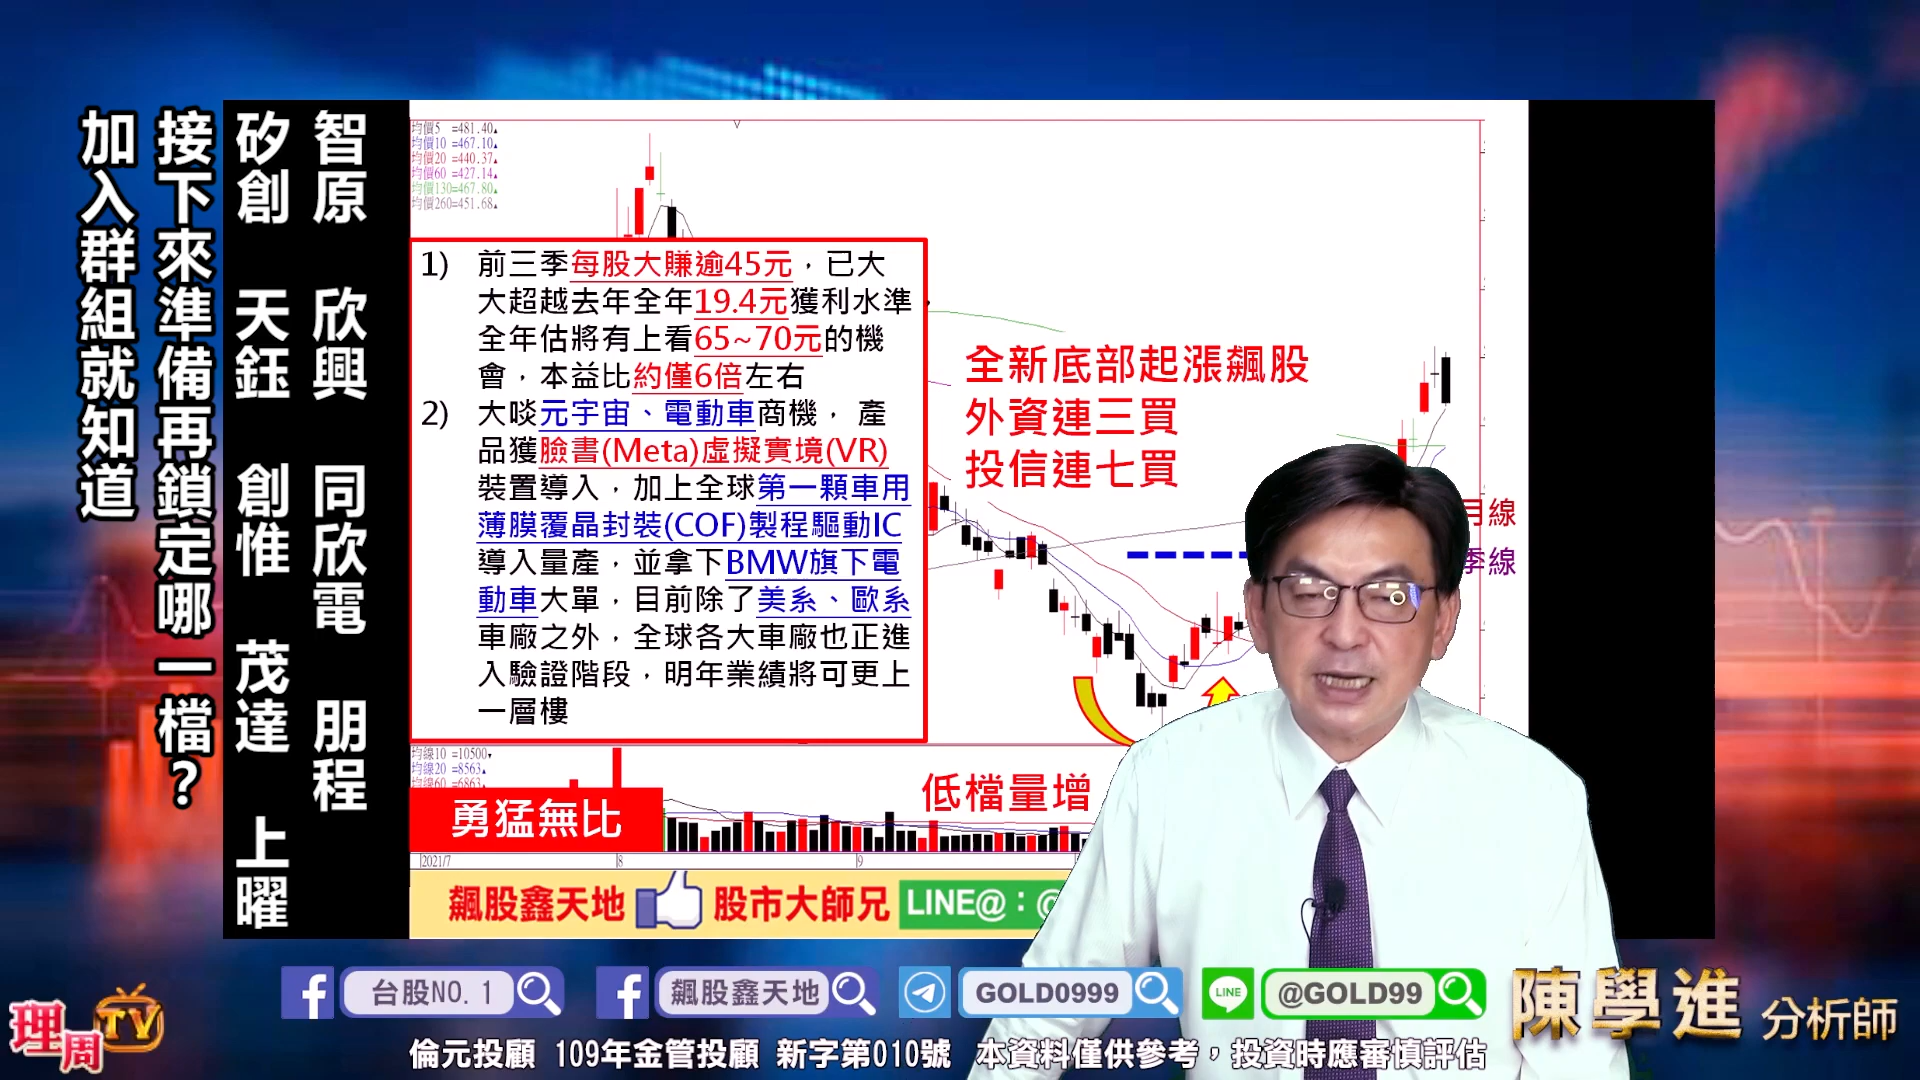 加入群組就知道
接下來準備再鎖定哪一檔?
矽創 天鈺 創惟 茂達 上曜
智原 欣興 同欣電 朋程
均價5 =481.40▲
均價10 =467.10▲
均價20 =440.37▲
均價60 =427.14▲
均價130=467.80▲
均價260=451.68▲
1) 前三季每股大賺逾45元,已大
大超越去年全年19.4元獲利水準,
全年估將有上看65~70元的機
會,本益比約僅6倍左右
2) 大啖元宇宙、電動車商機, 產
品獲臉書(Meta)虛擬實境(VR)
裝置導入,加上全球第一顆車用
薄膜覆晶封裝(COF)製程驅動IC
導入量產,並拿下BMW旗下電
動車大單,目前除了美系、歐系
車廠之外,全球各大車廠也正進
入驗證階段,明年業績將可更上
一層樓
全新底部起漲飆股
外資連三買
投信連七買
月線
季線
均線10 =10500▼
均線20 =8563▲
均線60 =6863▲
低檔量增
勇猛無比
2021/7
8
9
飆股鑫天地 股市大師兄 LINE@:@
台股NO.1
飆股鑫天地
GOLD0999
LINE
@GOLD99
陳學進 分析師
理周TV
倫元投顧 109年金管投顧 新字第010號 本資料僅供參考,投資時應審慎評估